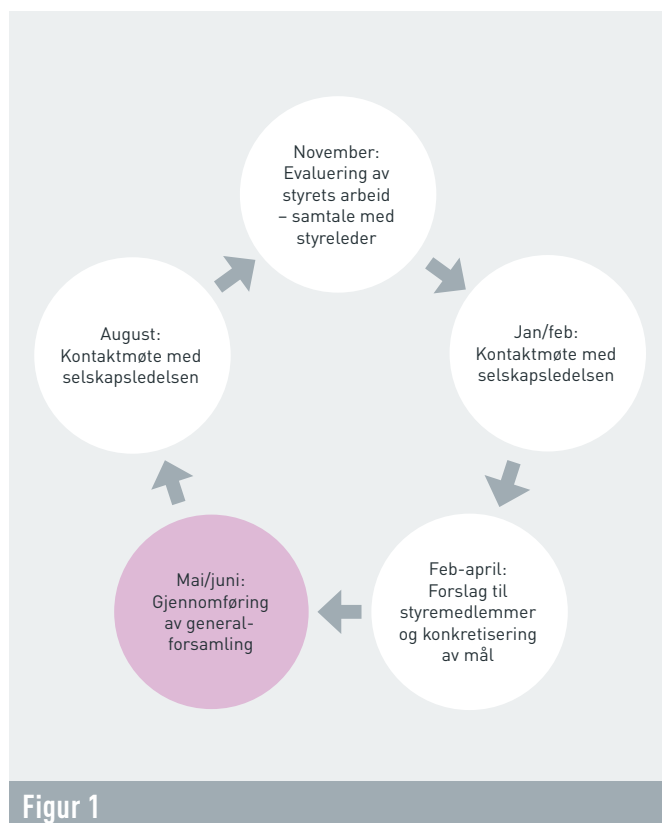 November:
Evaluering av
styrets arbeid
– samtale med
styreleder
Jan/feb:
Kontaktmøte med
selskapsledelsen
Feb-april:
Forslag til
styremedlemmer
og konkretisering
av mål
Mai/juni:
Gjennomføring
av general-
forsamling
August:
Kontaktmøte med
selskapsledelsen
Figur 1